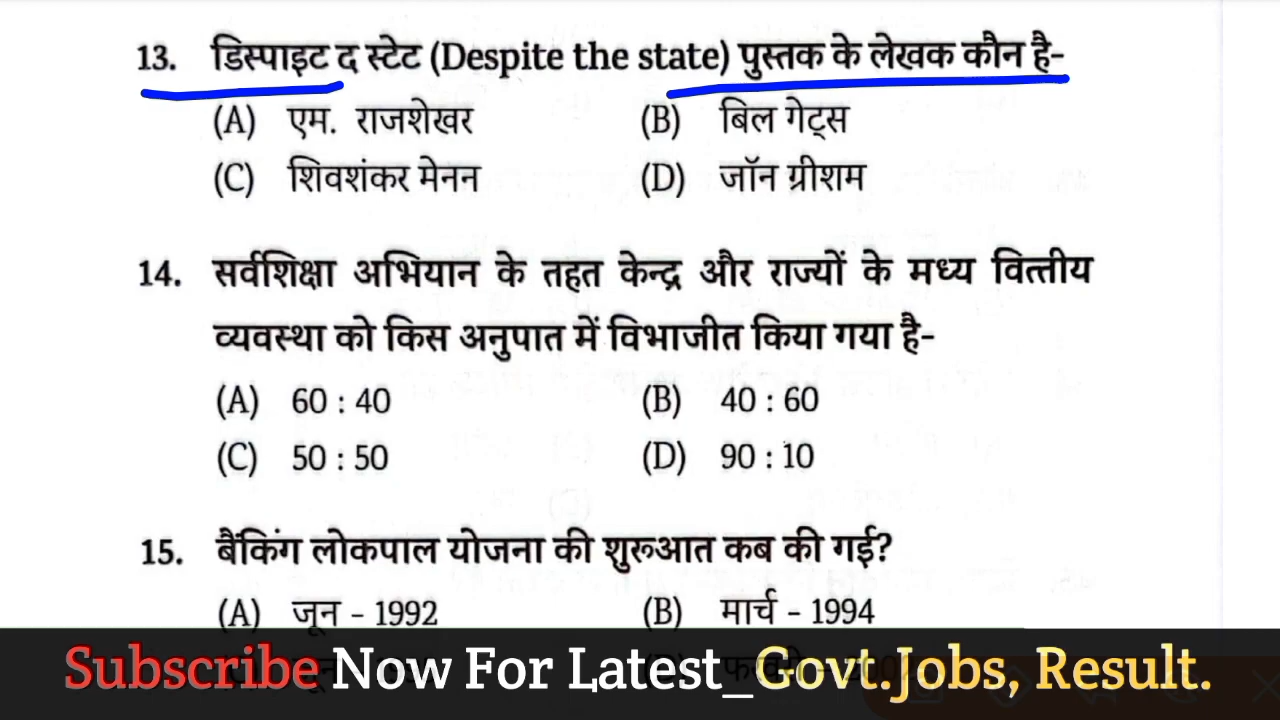 13. डिस्पाइट द स्टेट (Despite the state) पुस्तक के लेखक कौन है-
(A) एम. राजशेखर (B) बिल गेट्स
(C) शिवशंकर मेनन (D) जॉन ग्रीशम
14. सर्वशिक्षा अभियान के तहत केन्द्र और राज्यों के मध्य वित्तीय
व्यवस्था को किस अनुपात में विभाजीत किया गया है-
(A) 60 : 40 (B) 40 : 60
(C) 50 : 50 (D) 90 : 10
15. बैंकिंग लोकपाल योजना की शुरूआत कब की गई?
(A) जून - 1992 (B) मार्च - 1994
Subscribe Now For Latest_Govt.Jobs, Result.